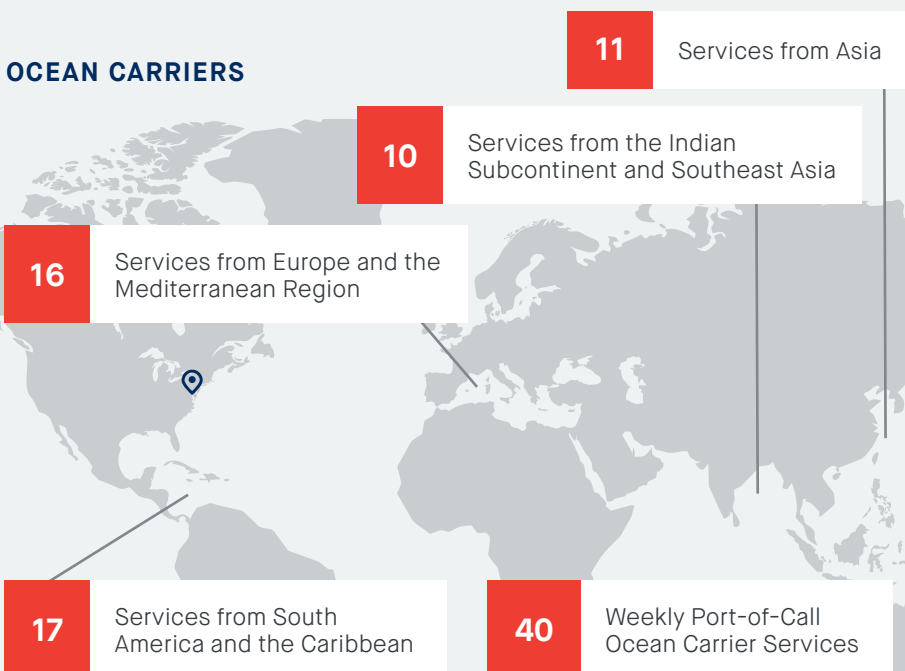 OCEAN CARRIERS
11
Services from Asia
10
Services from the Indian
Subcontinent and Southeast Asia
16
Services from Europe and the
Mediterranean Region
17
Services from South
America and the Caribbean
40
Weekly Port-of-Call
Ocean Carrier Services